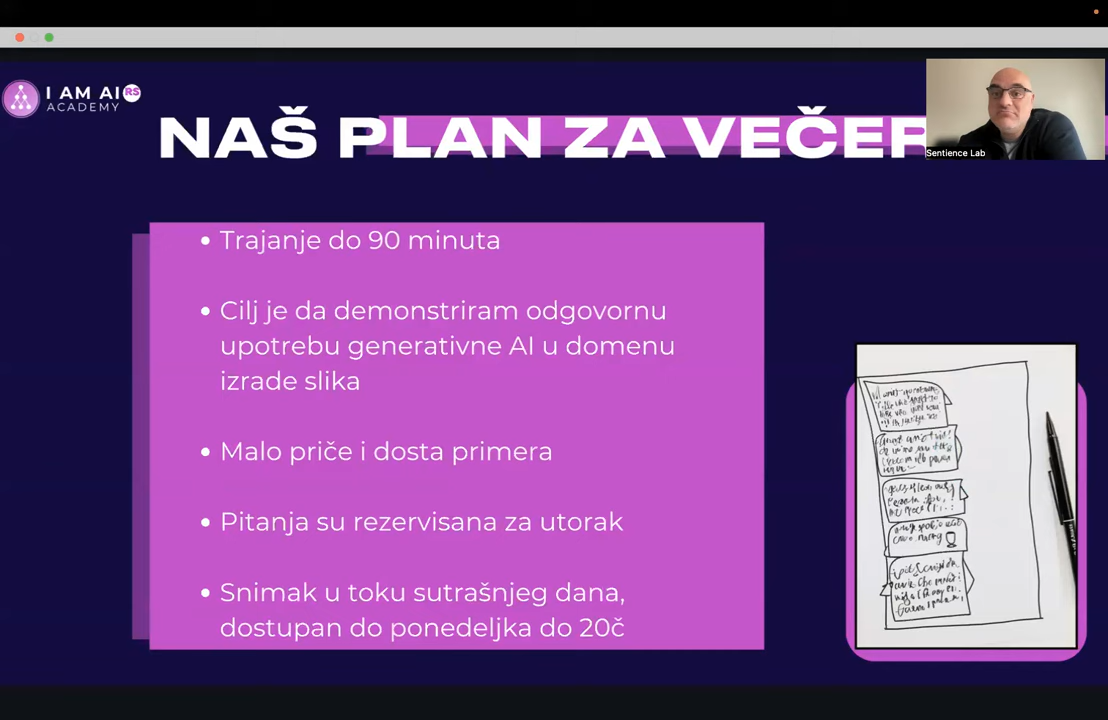 I AM AI RS
ACADEMY
NAŠ PLAN ZA VEČER
Sentience Lab
Trajanje do 90 minuta
Cilj je da demonstriram odgovornu
upotrebu generativne AI u domenu
izrade slika
Malo priče i dosta primera
Pitanja su rezervisana za utorak
Snimak u toku sutrašnjeg dana,
dostupan do ponedeljka do 20č